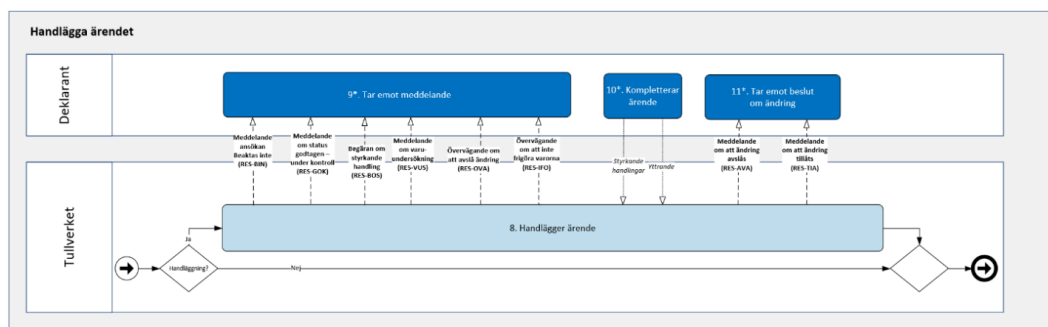 Handlägga ärendet
Deklarant
9*. Tar emot meddelande
10*. Kompletterar
ärende
11*. Tar emot beslut
om ändring
Meddelande
ansökan
Beaktas inte
(RES-BIN)
Meddelande
om status
godtagen –
under kontroll
(RES-GOK)
Begäran om
styrkande
handling
(RES-BOS)
Meddelande
om varu-
undersökning
(RES-VUS)
Övervägande om
att avslå ändring
(RES-OVA)
Övervägande
om att inte
frigöra varorna
(RES-IFO)
Styrkande
handlingar
Yttrande
Meddelande
om att ändring
avslås
(RES-AVA)
Meddelande
om att ändring
tillåts
(RES-TIA)
Tullverket
8. Handlägger ärende
Ja
Handläggning?
Nej